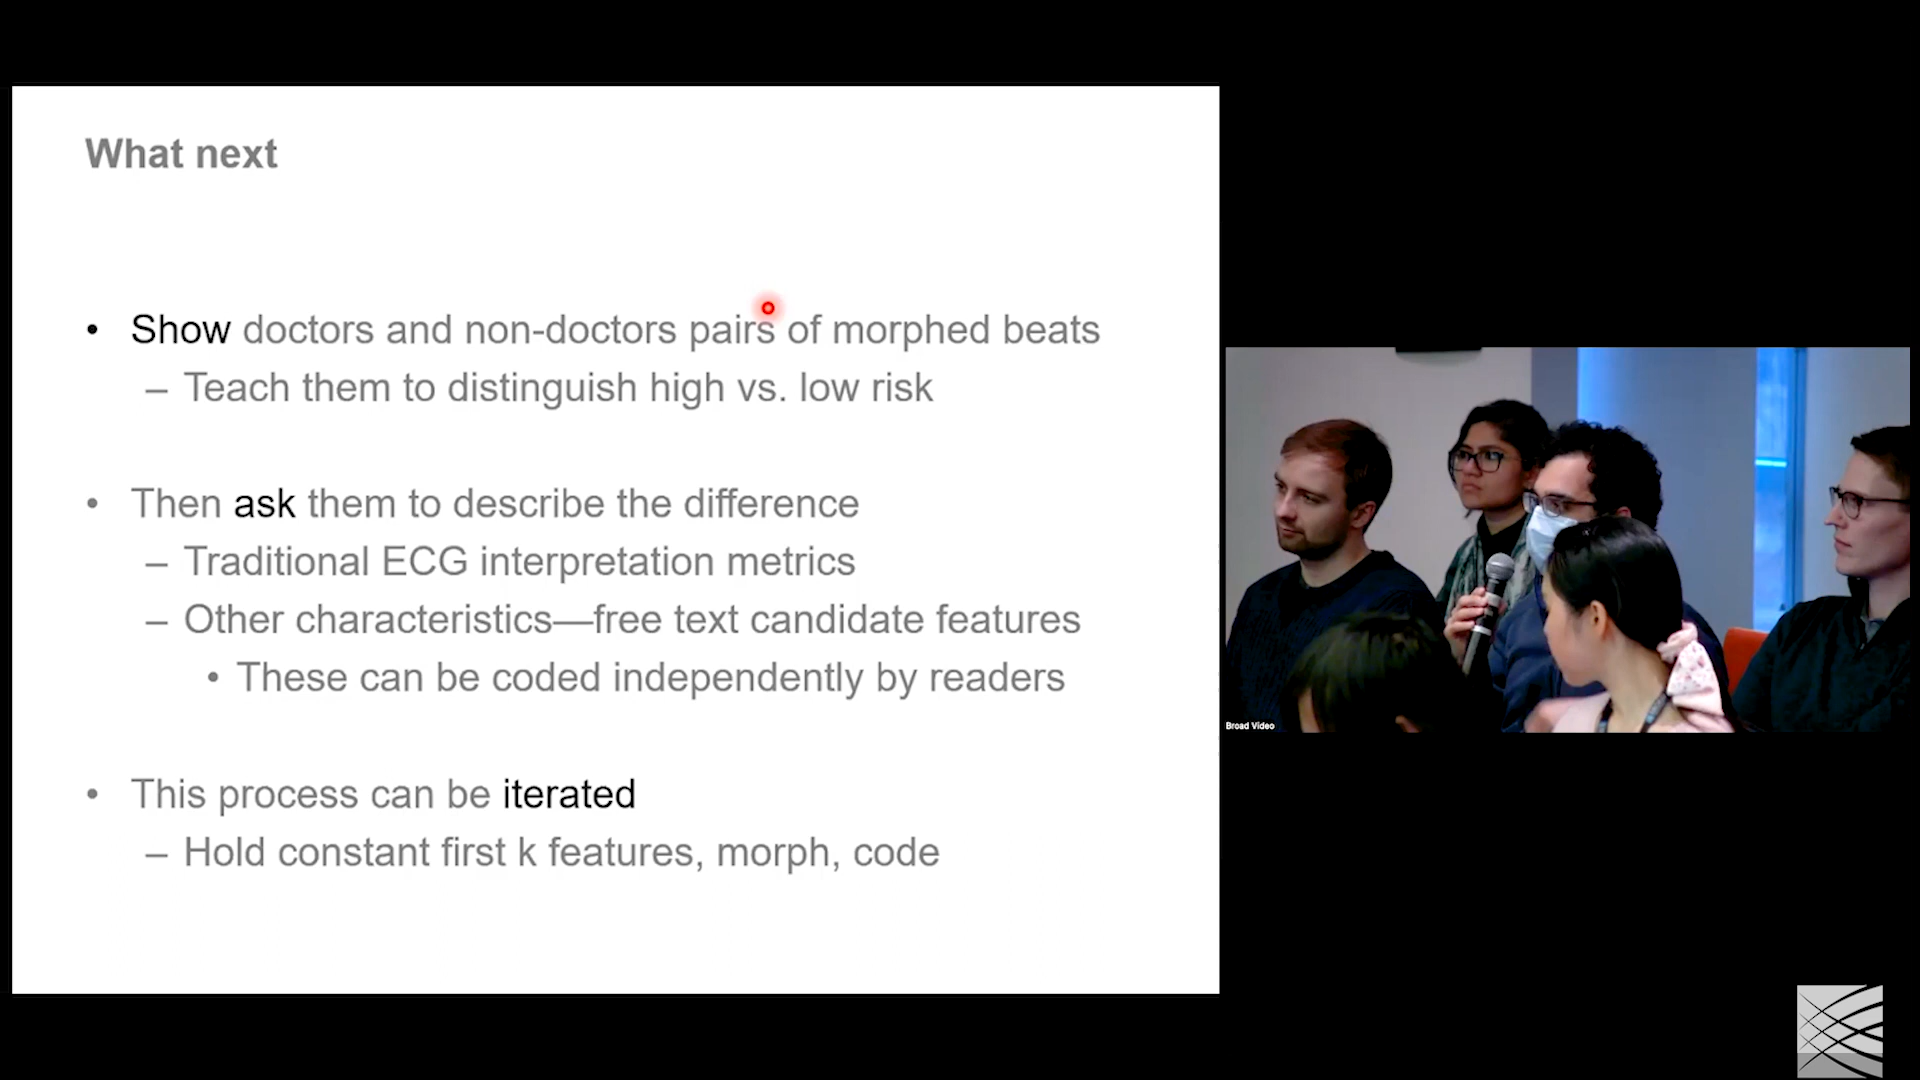 What next
• Show doctors and non-doctors pairs of morphed beats
– Teach them to distinguish high vs. low risk
• Then ask them to describe the difference
– Traditional ECG interpretation metrics
– Other characteristics—free text candidate features
• These can be coded independently by readers
• This process can be iterated
– Hold constant first k features, morph, code
Broad Video